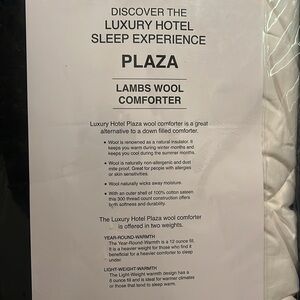 DISCOVER THE
LUXURY HOTEL
SLEEP EXPERIENCE
PLAZA
LAMBS WOOL
COMFORTER
Luxury Hotel Plaza wool comforter is a great
alternative to a down filled comforter.
• Wool is renowned as a natural insulator. It
keeps you warm during winter months and
keeps you cool during the summer months.
• Wool is naturally non-allergenic and dust
mite proof. Great for people with allergies
or skin sensitivities.
• Wool naturally wicks away moisture.
• With an outer shell of 100% cotton sateen
this 300 thread count construction offers
both softness and durability.
The Luxury Hotel Plaza wool comforter
is offered in two weights.
YEAR-ROUND-WARMTH
The Year-Round-Warmth is a 12 ounce fill.
It is a heavier weight for those who find it
beneficial for a heavier comforter to sleep
under.
LIGHT-WEIGHT-WARMTH
The Light Weight warmth design has a
8 ounce fill and is ideal for warmer climates
or those that tend to sleep warm.